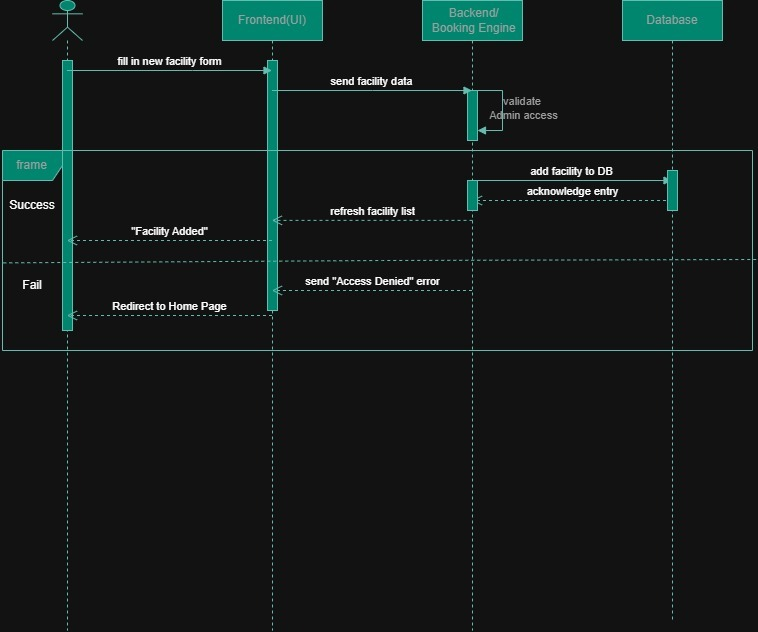 Frontend(UI)
Backend/
Booking Engine
Database
fill in new facility form
send facility data
validate
Admin access
frame
add facility to DB
acknowledge entry
Success
refresh facility list
"Facility Added"
Fail
send "Access Denied" error
Redirect to Home Page